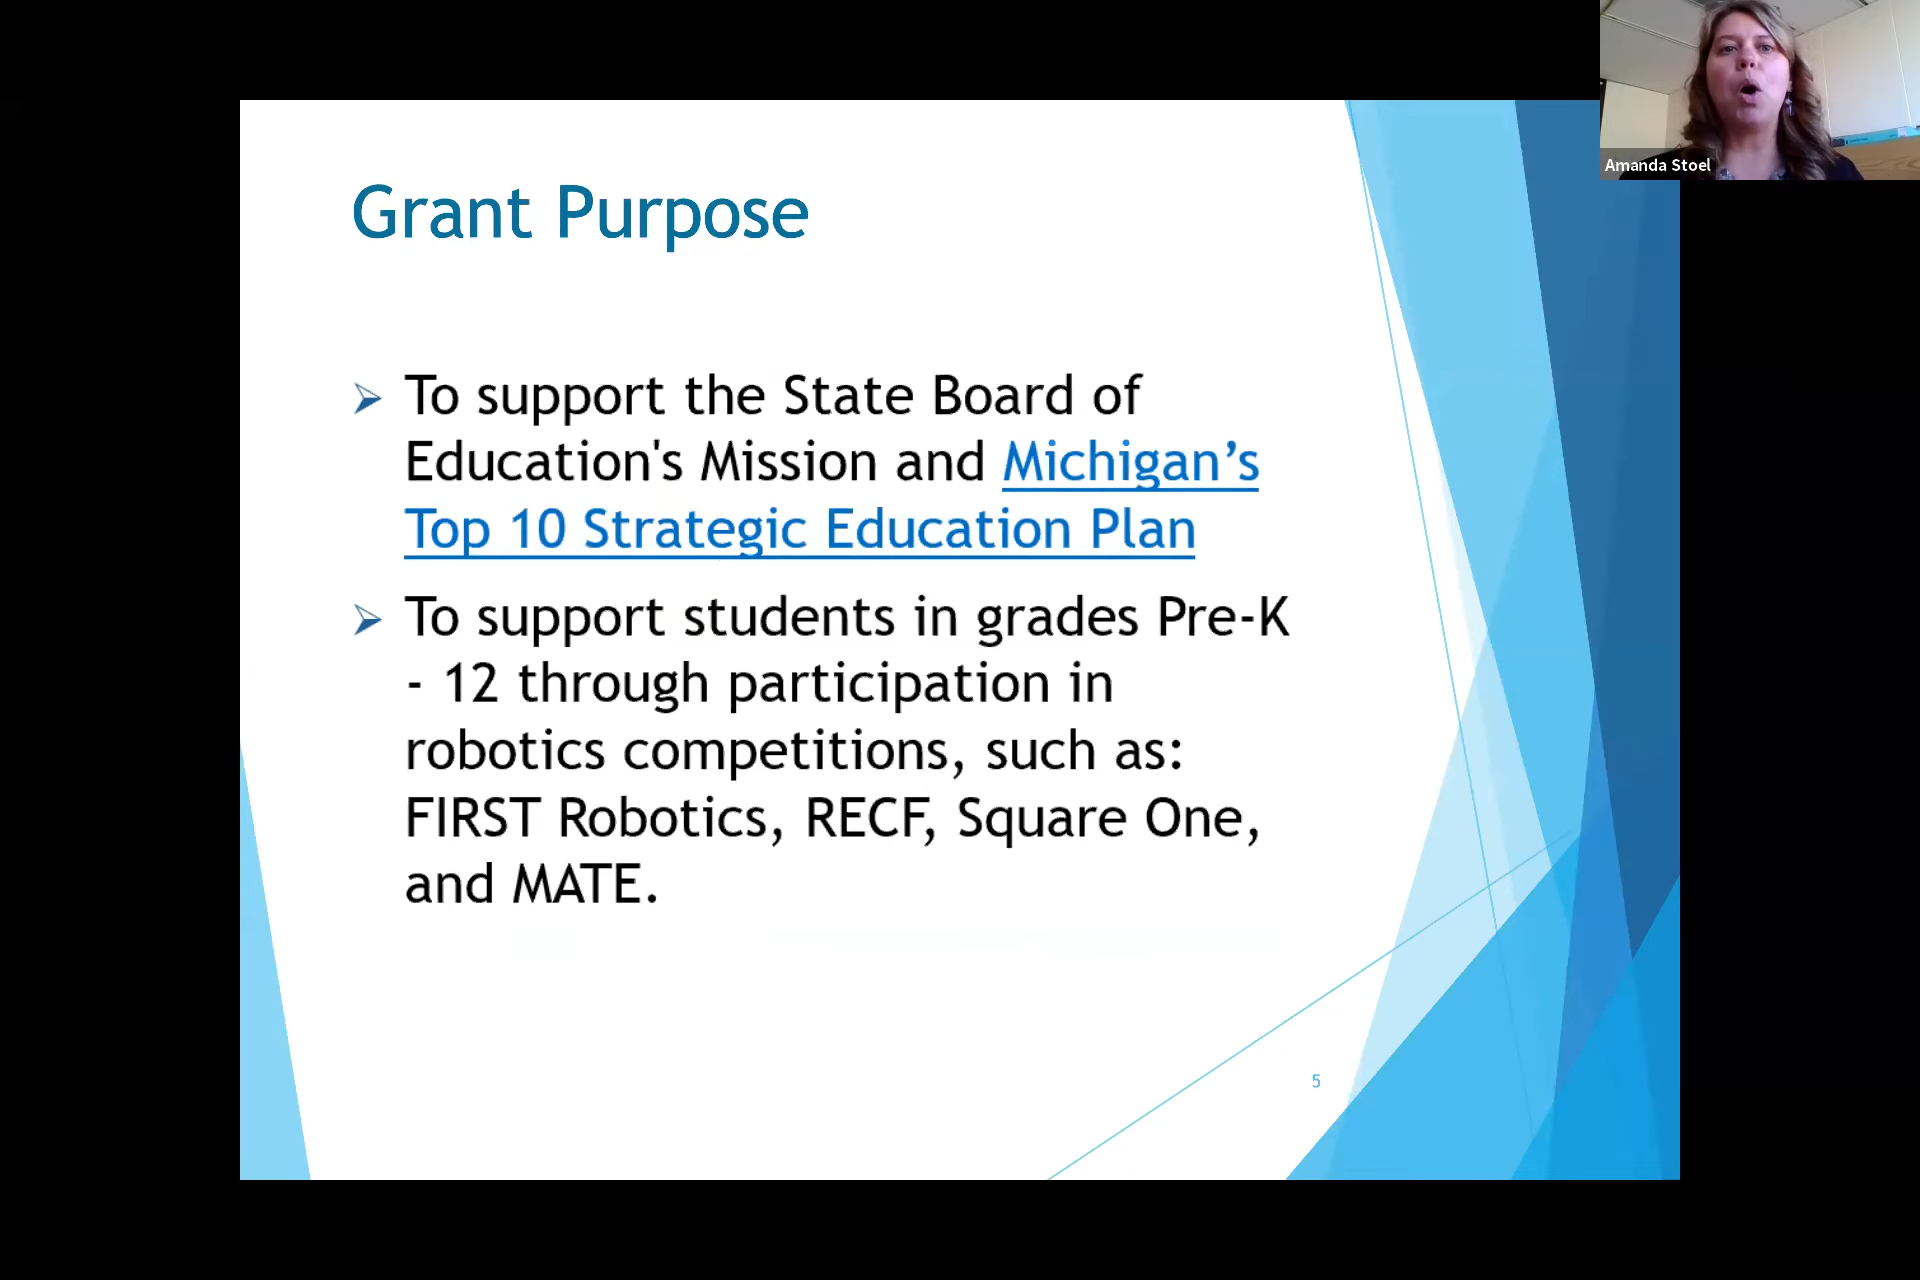 Amanda Stoel
Grant Purpose
To support the State Board of
Education's Mission and Michigan’s
Top 10 Strategic Education Plan
To support students in grades Pre-K
- 12 through participation in
robotics competitions, such as:
FIRST Robotics, RECF, Square One,
and MATE.
5